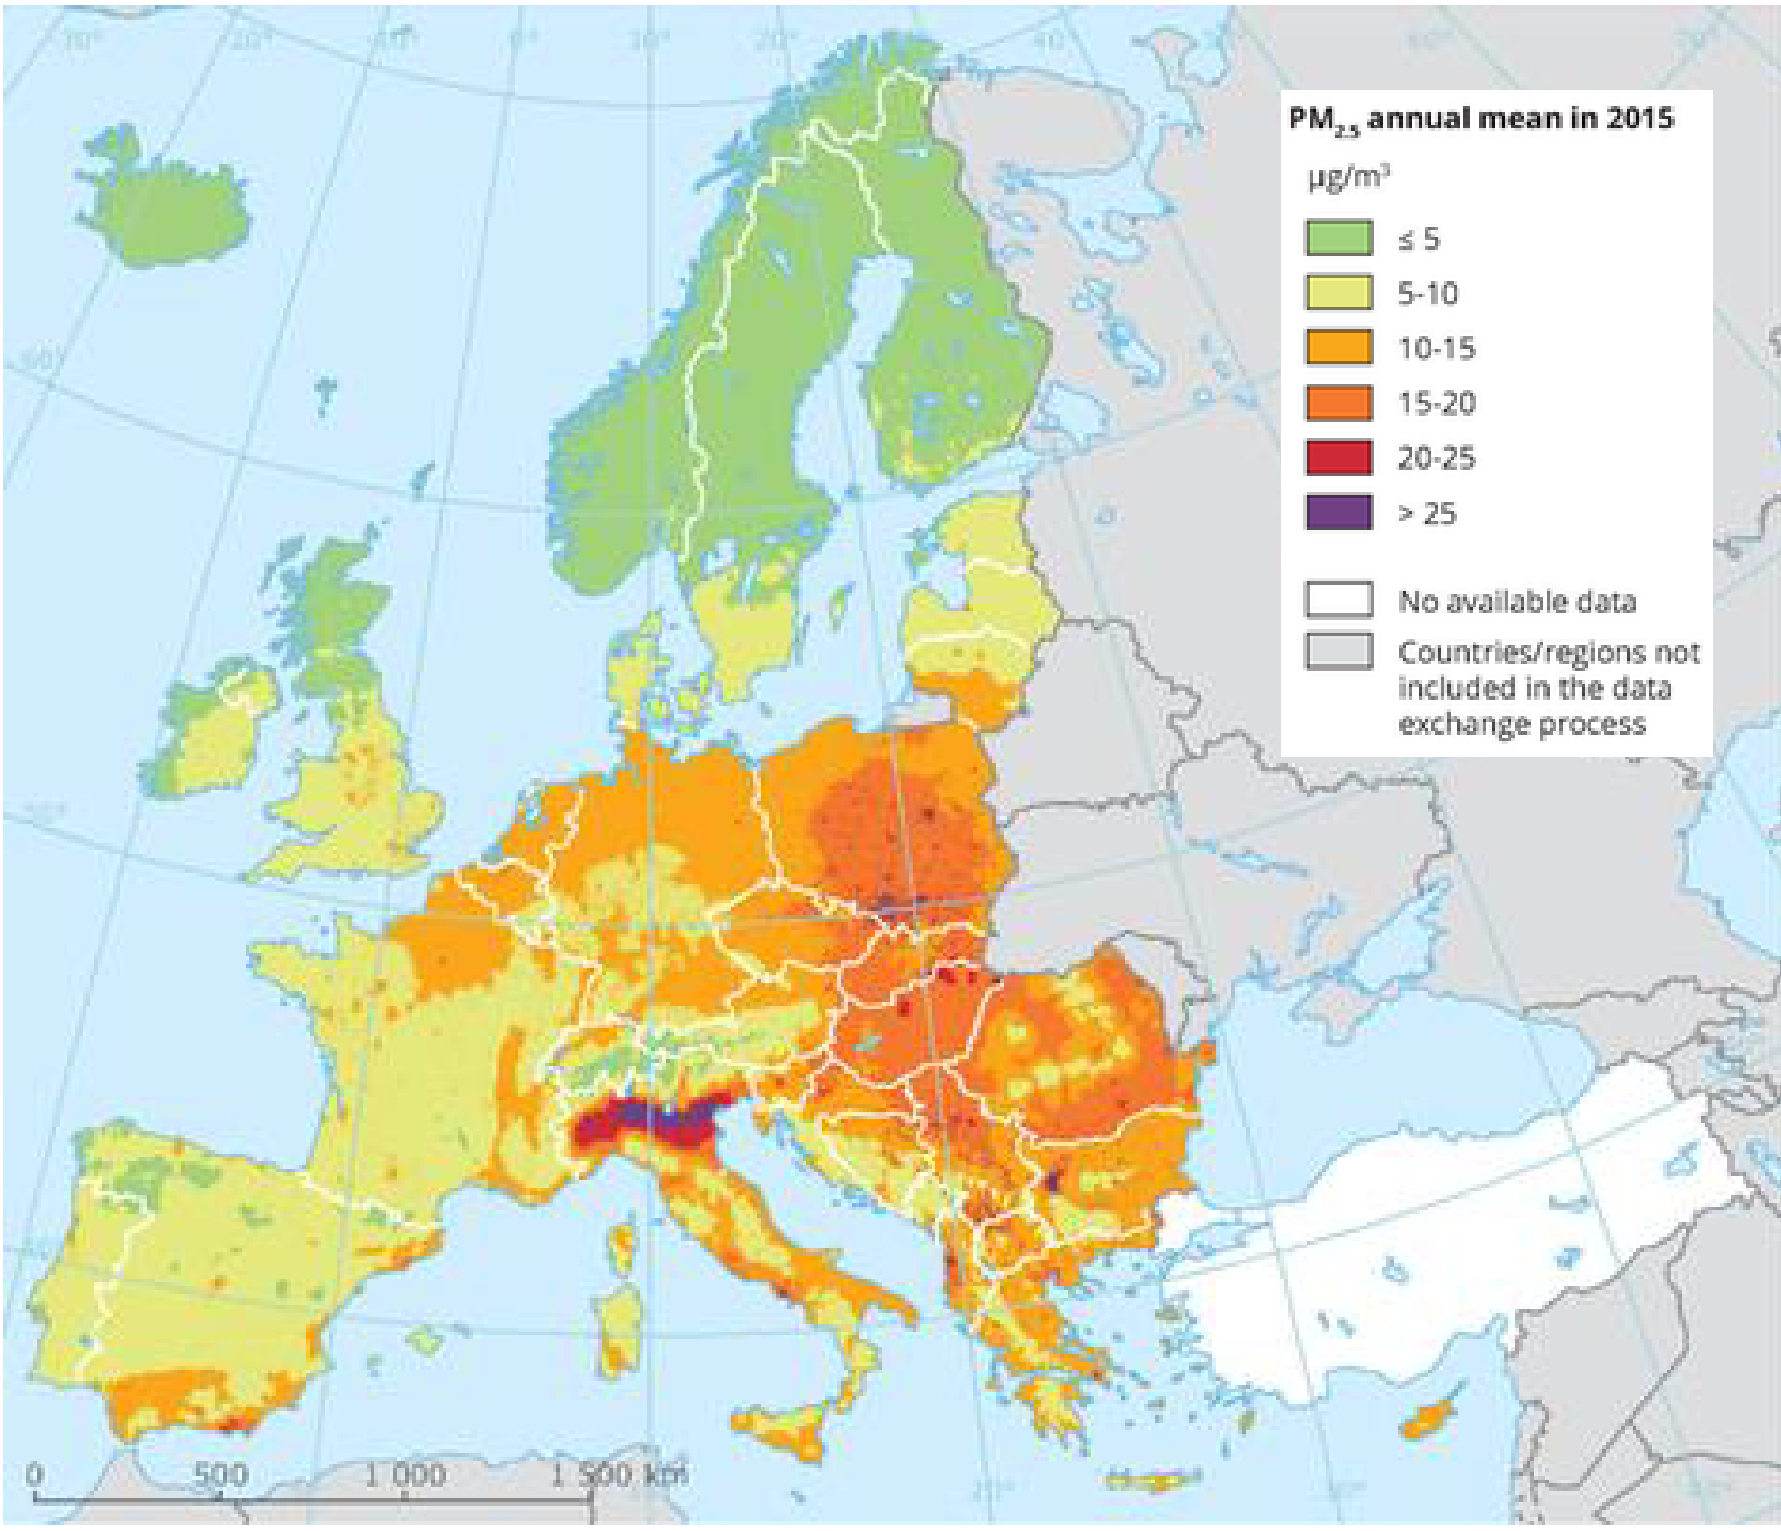 PM2.5 annual mean in 2015
µg/m³
≤ 5
5-10
10-15
15-20
20-25
> 25
No available data
Countries/regions not
included in the data
exchange process
0 500 1 000 1 500 km